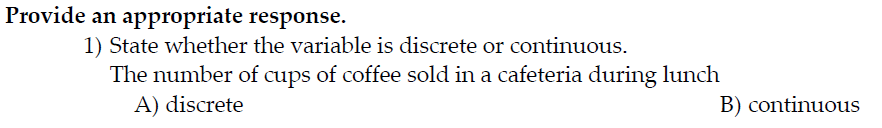 Provide an appropriate response.
1) State whether the variable is discrete or continuous.
The number of cups of coffee sold in a cafeteria during lunch
A) discrete B) continuous